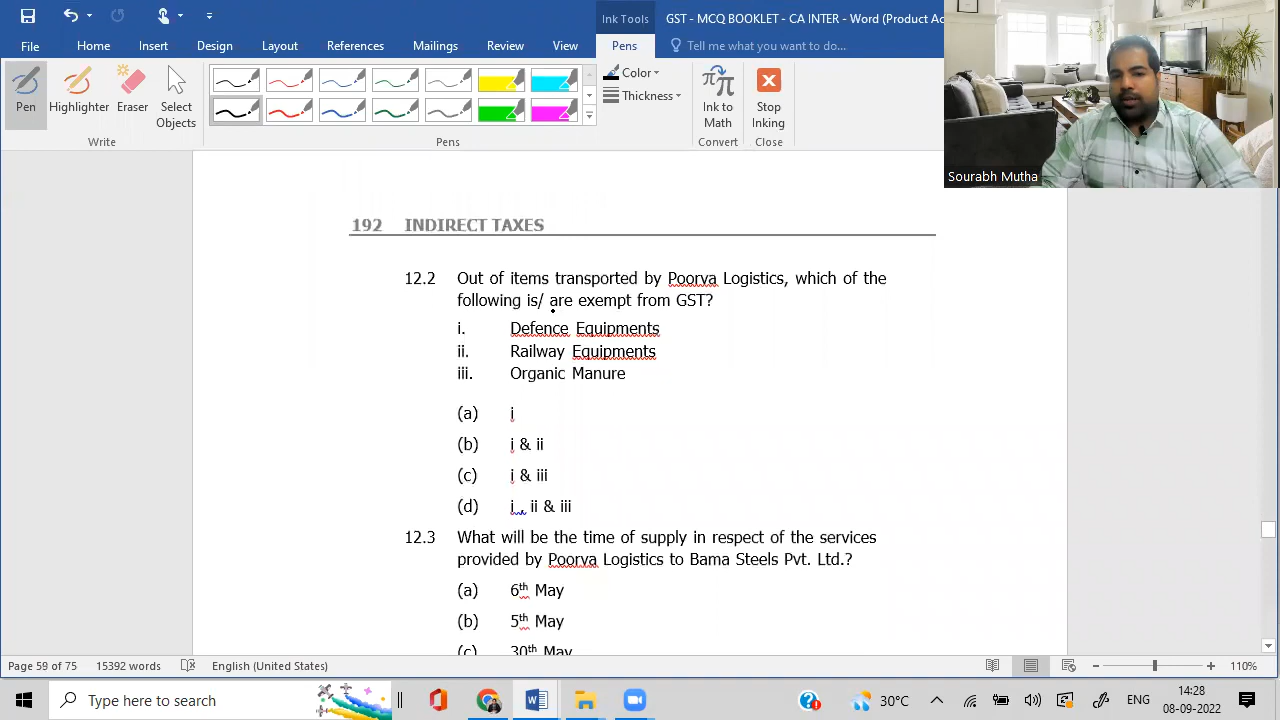 Ink Tools
GST - MCQ BOOKLET - CA INTER - Word (Product Ac
File
Home
Insert
Design
Layout
References
Mailings
Review
View
Pens
Tell me what you want to do...
Pen
Highlighter
Eraser
Select Objects
Color
Thickness
Ink to Math
Stop Inking
Write
Pens
Convert
Close
Sourabh Mutha
192 INDIRECT TAXES
12.2 Out of items transported by Poorva Logistics, which of the
following is/ are exempt from GST?
i. Defence Equipments
ii. Railway Equipments
iii. Organic Manure
(a) i
(b) i & ii
(c) i & iii
(d) i, ii & iii
12.3 What will be the time of supply in respect of the services
provided by Poorva Logistics to Bama Steels Pvt. Ltd.?
(a) 6th May
(b) 5th May
(c) 30th May
Page 59 of 75 15392 words English (United States) 110%
Type here to search 30°C ENG 14:28
08-09-2022